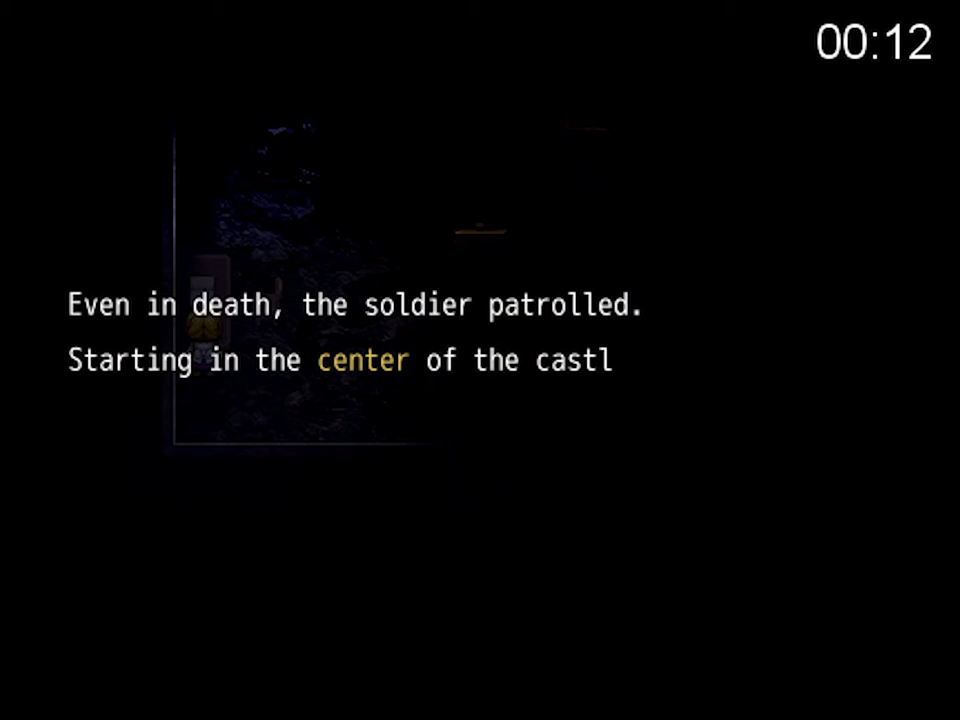 00:12
Even in death, the soldier patrolled.
Starting in the center of the castl